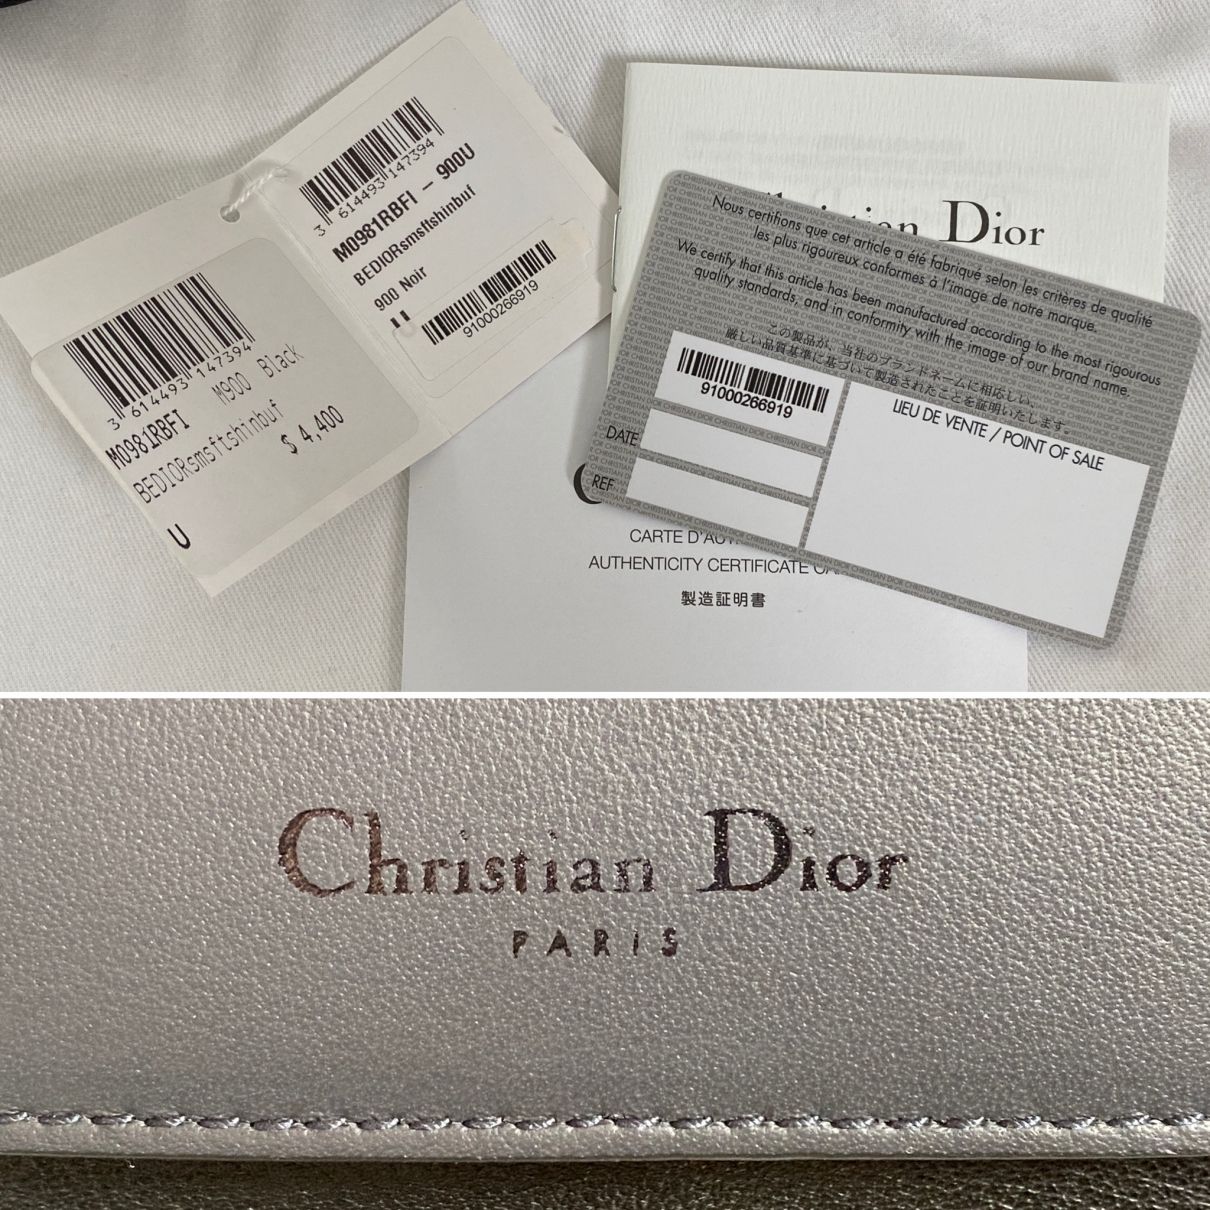 3 614493 147394
M0981RBFI - 900U
BEDIORsmsftshinbuf
900 Noir
U
91000266919
3 614493 147394
M0981RBFI M900 Black
BEDIORsmsftshinbuf
$ 4,400
U
Christian Dior
Nous certifions que cet article a été fabriqué selon les critères de qualité
les plus rigoureux conformes à l'image de notre marque.
We certify that this article has been manufactured according to the most rigourous
quality standards, and in conformity with the image of our brand name.
この製品が、当社のブランドネームに相応しい、
厳しい品質基準に基づいて製造されたことを証明いたします。
91000266919
LIEU DE VENTE / POINT OF SALE
DATE
REF
CARTE D'AUT
AUTHENTICITY CERTIFICATE
製造証明書
Christian Dior
PARIS